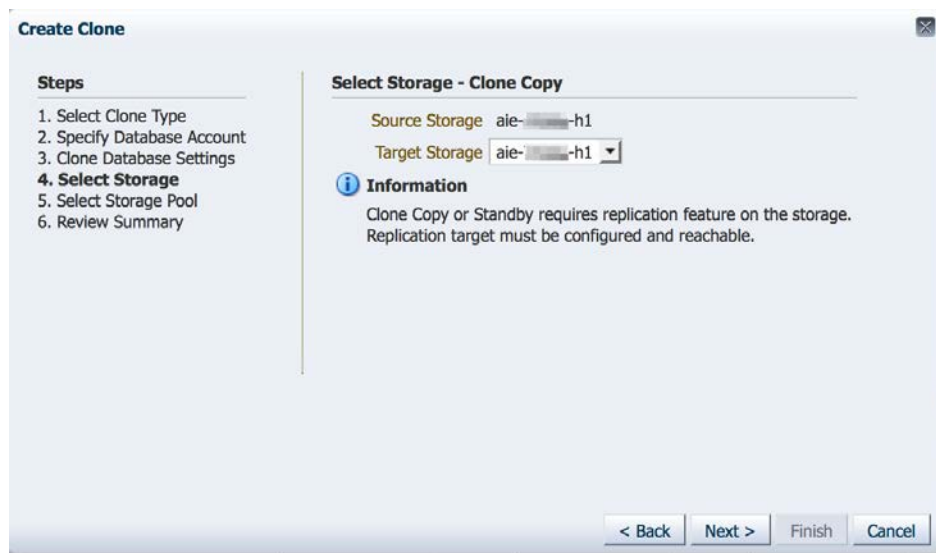 Create Clone
Steps
1. Select Clone Type
2. Specify Database Account
3. Clone Database Settings
4. Select Storage
5. Select Storage Pool
6. Review Summary
Select Storage - Clone Copy
Source Storage aie- -h1
Target Storage aie- -h1
Information
Clone Copy or Standby requires replication feature on the storage.
Replication target must be configured and reachable.
< Back Next > Finish Cancel